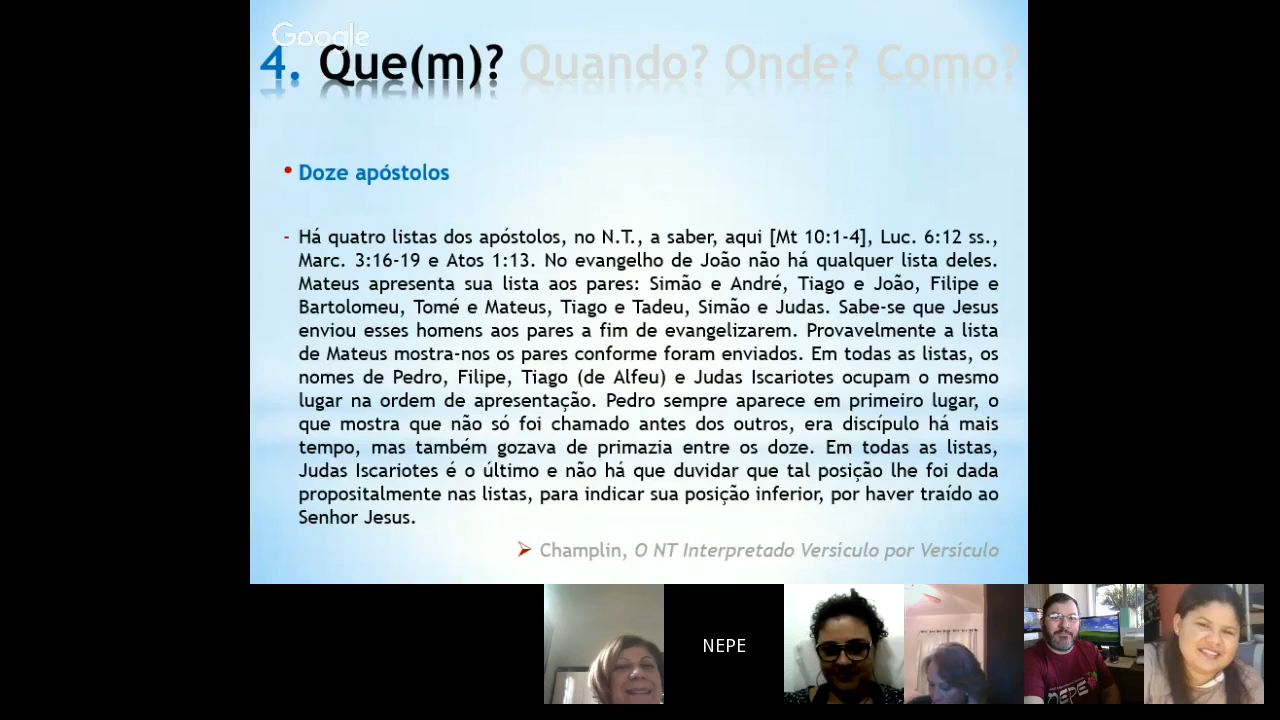 Google
4. Que(m)? Quando? Onde? Como?
• Doze apóstolos
- Há quatro listas dos apóstolos, no N.T., a saber, aqui [Mt 10:1-4], Luc. 6:12 ss.,
Marc. 3:16-19 e Atos 1:13. No evangelho de João não há qualquer lista deles.
Mateus apresenta sua lista aos pares: Simão e André, Tiago e João, Filipe e
Bartolomeu, Tomé e Mateus, Tiago e Tadeu, Simão e Judas. Sabe-se que Jesus
enviou esses homens aos pares a fim de evangelizarem. Provavelmente a lista
de Mateus mostra-nos os pares conforme foram enviados. Em todas as listas, os
nomes de Pedro, Filipe, Tiago (de Alfeu) e Judas Iscariotes ocupam o mesmo
lugar na ordem de apresentação. Pedro sempre aparece em primeiro lugar, o
que mostra que não só foi chamado antes dos outros, era discípulo há mais
tempo, mas também gozava de primazia entre os doze. Em todas as listas,
Judas Iscariotes é o último e não há que duvidar que tal posição lhe foi dada
propositalmente nas listas, para indicar sua posição inferior, por haver traído ao
Senhor Jesus.
➢ Champlin, O NT Interpretado Versículo por Versículo
NEPE
NEPE